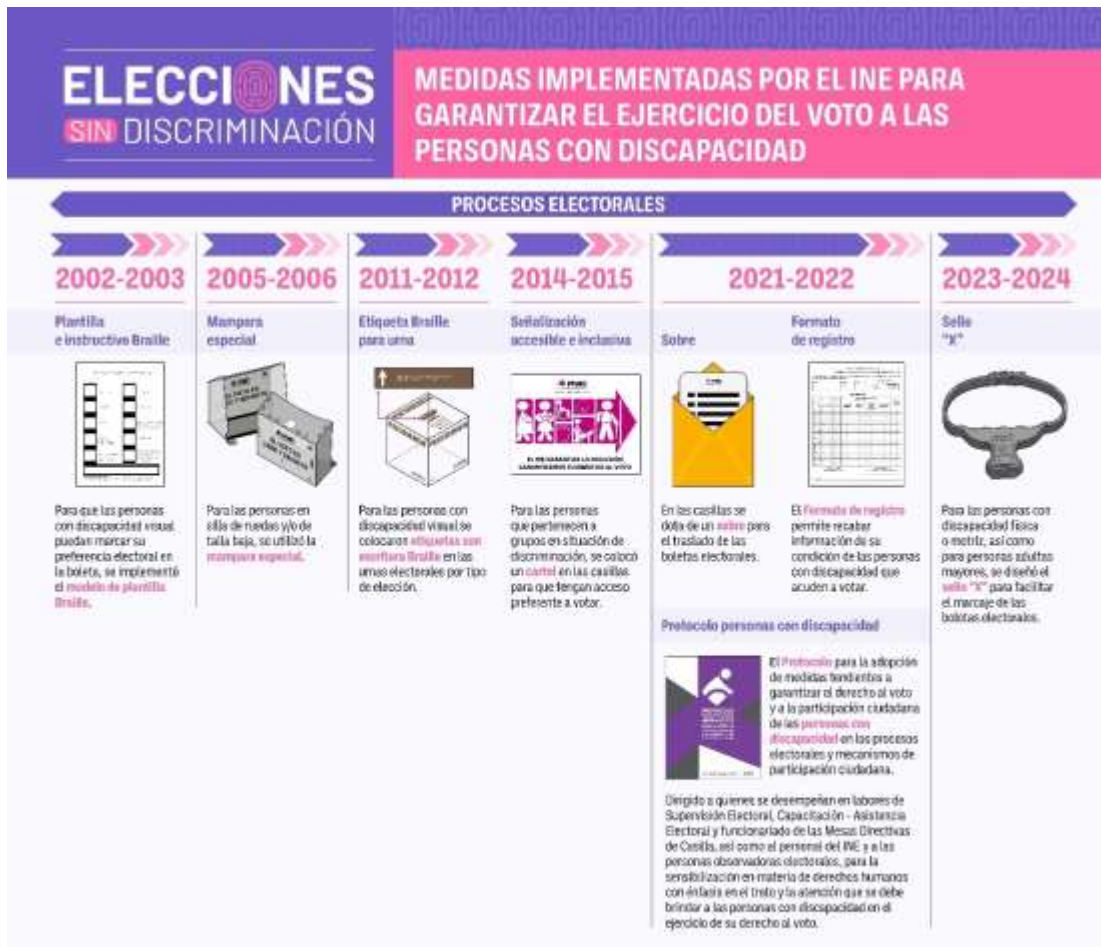 ELECCIONES
SIN DISCRIMINACIÓN
MEDIDAS IMPLEMENTADAS POR EL INE PARA
GARANTIZAR EL EJERCICIO DEL VOTO A LAS
PERSONAS CON DISCAPACIDAD
PROCESOS ELECTORALES
2002-2003
Plantilla
e instructivo Braille
Para que las personas
con discapacidad visual
puedan marcar su
preferencia electoral en
la boleta, se implementó
el modelo de plantilla
Braille.
2005-2006
Mampara
especial
Para las personas en
silla de ruedas y/o de
talla baja, se utilizó la
mampara especial.
2011-2012
Etiqueta Braille
para urna
Para las personas con
discapacidad visual se
colocaron etiquetas con
escritura Braille en las
urnas electorales por tipo
de elección.
2014-2015
Señalización
accesible e inclusiva
Para las personas
que pertenecen a
grupos en situación de
discriminación, se colocó
un cartel en las casillas
para que tengan acceso
preferente a votar.
2021-2022
Sobre
En las casillas se
dota de un sobre para
el traslado de las
boletas electorales.
Formato
de registro
El Formato de registro
permite recabar
información de su
condición de las personas
con discapacidad que
acuden a votar.
Protocolo personas con discapacidad
El Protocolo para la adopción
de medidas tendientes a
garantizar el derecho al voto
y a la participación ciudadana
de las personas con
discapacidad en los procesos
electorales y mecanismos de
participación ciudadana.
Dirigido a quienes se desempeñan en labores de
Supervisión Electoral, Capacitación - Asistencia
Electoral y funcionariado de las Mesas Directivas
de Casilla, así como al personal del INE y a las
personas observadoras electorales, para la
sensibilización en materia de derechos humanos
con énfasis en el trato y la atención que se debe
brindar a las personas con discapacidad en el
ejercicio de su derecho al voto.
2023-2024
Sello
"X"
Para las personas con
discapacidad física
o motriz, así como
para personas adultas
mayores, se diseñó el
sello "X" para facilitar
el marcaje de las
boletas electorales.